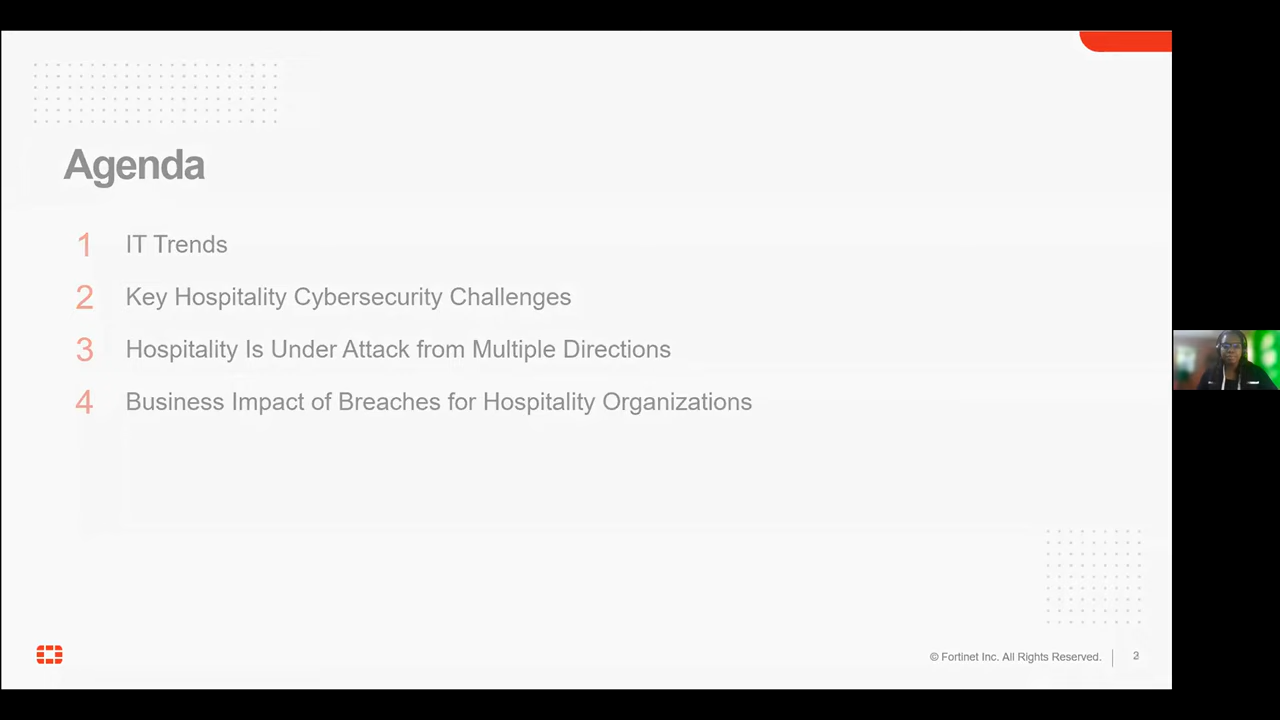 Agenda
1 IT Trends
2 Key Hospitality Cybersecurity Challenges
3 Hospitality Is Under Attack from Multiple Directions
4 Business Impact of Breaches for Hospitality Organizations
© Fortinet Inc. All Rights Reserved.